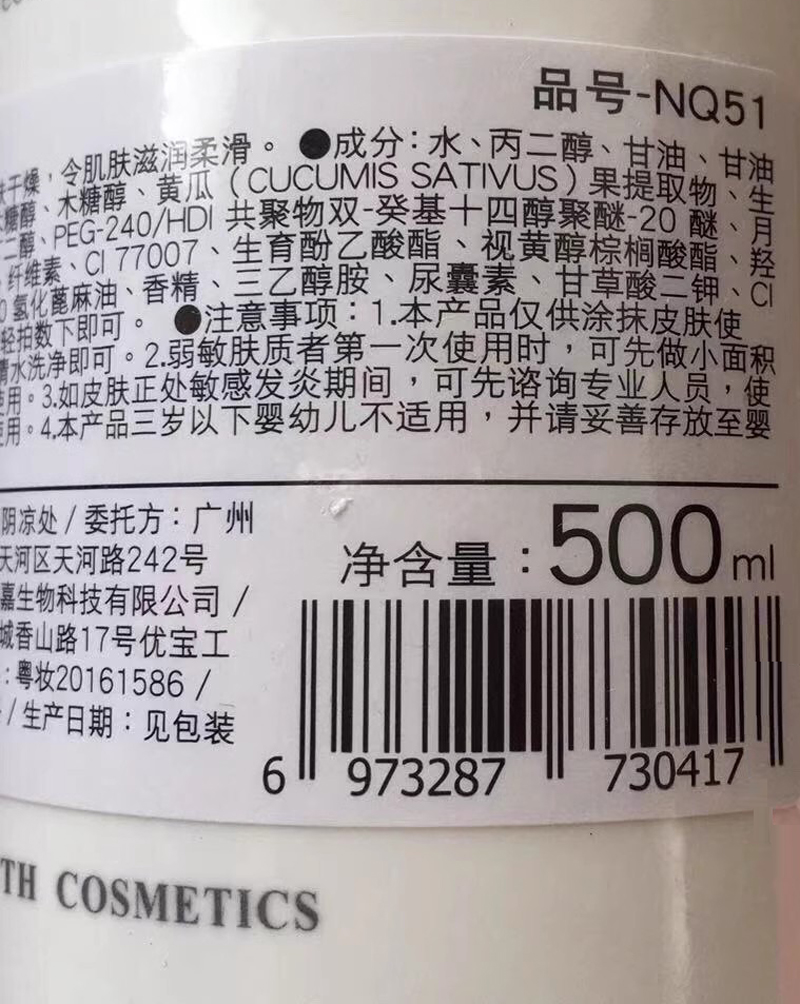 品号-NQ51
肤干燥，令肌肤滋润柔滑。●成分：水、丙二醇、甘油、甘油
糖醇、木糖醇、黄瓜（CUCUMIS SATIVUS）果提取物、生
二醇、PEG-240/HDI 共聚物双-癸基十四醇聚醚-20 醚、月
纤维素、CI 77007、生育酚乙酸酯、视黄醇棕榈酸酯、羟
0 氢化蓖麻油、香精、三乙醇胺、尿囊素、甘草酸二钾、CI
轻拍数下即可。●注意事项：1.本产品仅供涂抹皮肤使
清水洗净即可。2.弱敏肤质者第一次使用时，可先做小面积
使用。3.如皮肤正处敏感发炎期间，可先谘询专业人员，使
用。4.本产品三岁以下婴幼儿不适用，并请妥善存放至婴
阴凉处 / 委托方：广州
天河区天河路242号
嘉生物科技有限公司 /
城香山路17号优宝工
：粤妆20161586 /
/ 生产日期：见包装
净含量：500ml
6 973287 730417
TH COSMETICS